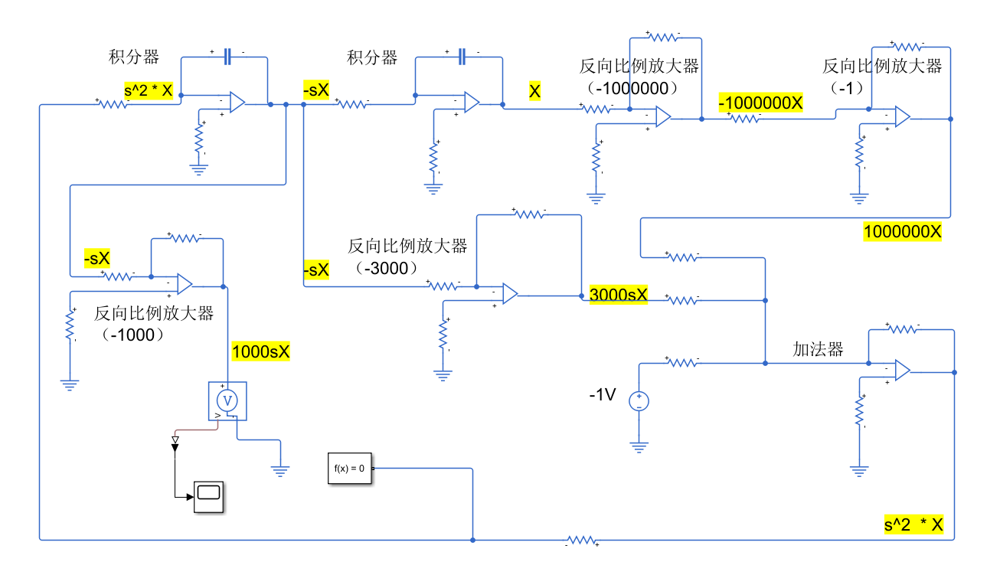 积分器
积分器
反向比例放大器
（-1000000）
反向比例放大器
（-1）
s^2 * X
-sX
X
-1000000X
1000000X
-sX
反向比例放大器
（-3000）
-sX
3000sX
反向比例放大器
（-1000）
1000sX
加法器
-1V
V
V
f(x) = 0
s^2 * X